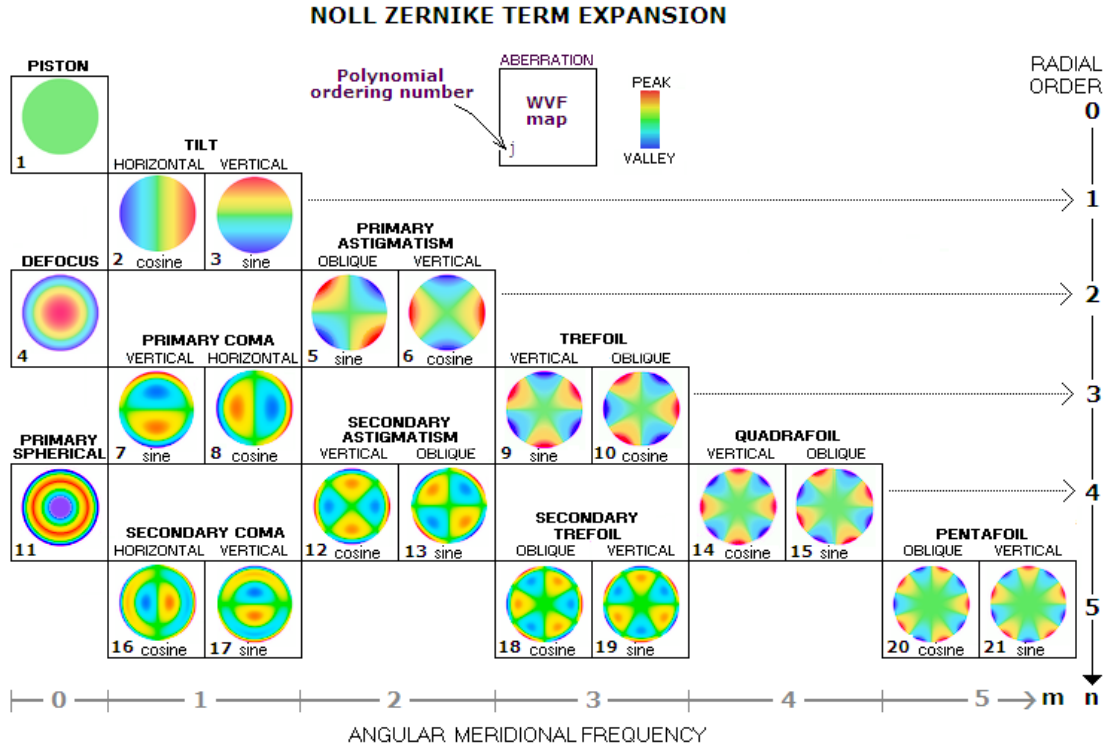 NOLL ZERNIKE TERM EXPANSION
ABERRATION
RADIAL
ORDER
PISTON
Polynomial
ordering number
WVF
map
j
PEAK
VALLEY
0
1
TILT
HORIZONTAL VERTICAL
1
2 cosine
3 sine
PRIMARY
ASTIGMATISM
OBLIQUE VERTICAL
DEFOCUS
2
4
5 sine
6 cosine
PRIMARY COMA
VERTICAL HORIZONTAL
TREFOIL
VERTICAL OBLIQUE
3
7 sine
8 cosine
9 sine
10 cosine
PRIMARY
SPHERICAL
SECONDARY
ASTIGMATISM
VERTICAL OBLIQUE
QUADRAFOIL
VERTICAL OBLIQUE
4
11
12 cosine
13 sine
14 cosine
15 sine
SECONDARY COMA
HORIZONTAL VERTICAL
SECONDARY
TREFOIL
OBLIQUE VERTICAL
PENTAFOIL
OBLIQUE VERTICAL
5
16 cosine
17 sine
18 cosine
19 sine
20 cosine
21 sine
0 1 2 3 4 5 m n
ANGULAR MERIDIONAL FREQUENCY